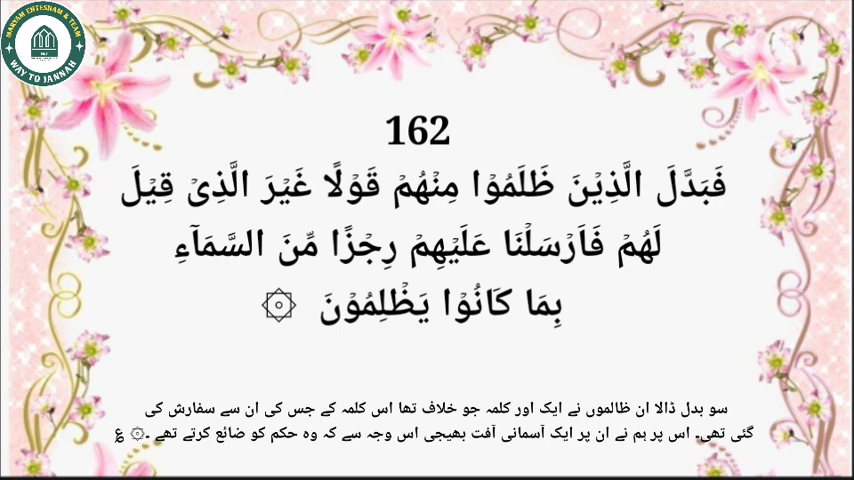 MARYAM EHTESHAM & TEAM
WAY TO JANNAH
162
فَبَدَّلَ الَّذِيْنَ ظَلَمُوْا مِنْهُمْ قَوْلًا غَيْرَ الَّذِىْ قِيْلَ
لَهُمْ فَاَرْسَلْنَا عَلَيْهِمْ رِجْزًا مِّنَ السَّمَآءِ
بِمَا كَانُوْا يَظْلِمُوْنَ ۞
سو بدل ڈالا ان ظالموں نے ایک اور کلمہ جو خلاف تھا اس کلمہ کے جس کی ان سے سفارش کی
گئی تھی۔ اس پر ہم نے ان پر ایک آسمانی آفت بھیجی اس وجہ سے کہ وہ حکم کو ضائع کرتے تھے ۔۞ ؏